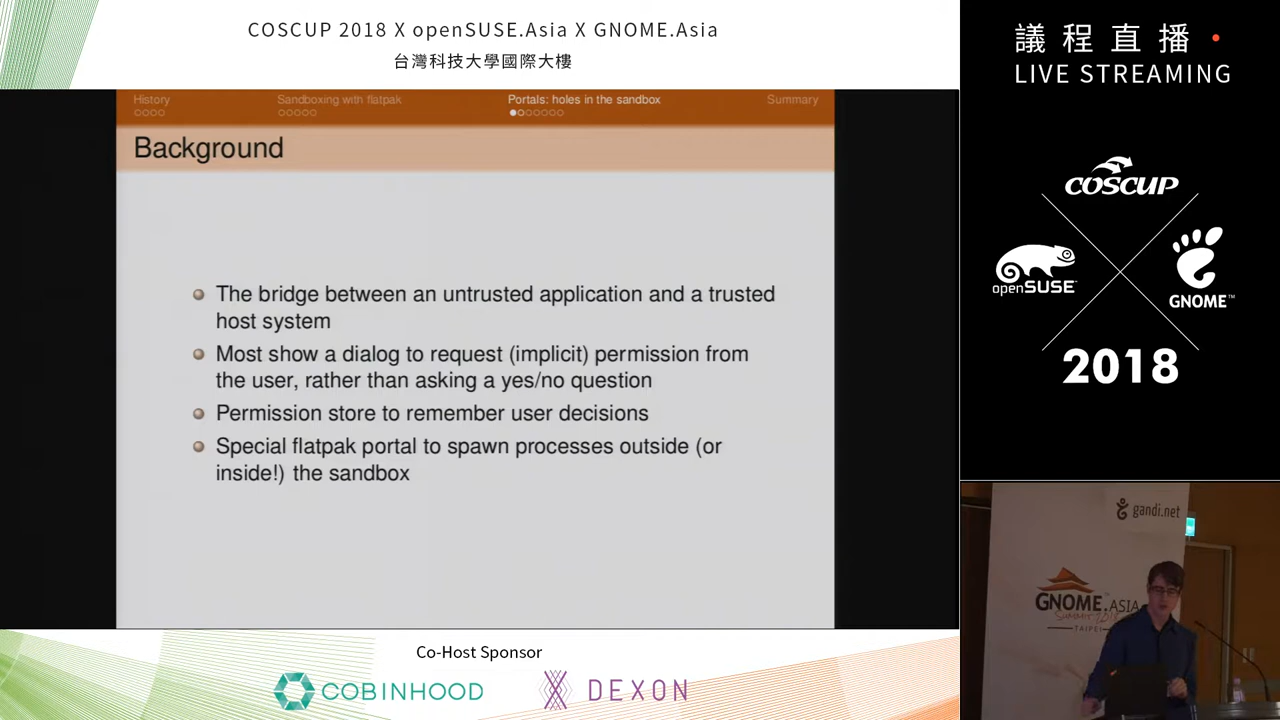 COSCUP 2018 X openSUSE.Asia X GNOME.Asia
台灣科技大學國際大樓
History
Sandboxing with flatpak
Portals: holes in the sandbox
Summary
Background
The bridge between an untrusted application and a trusted
host system
Most show a dialog to request (implicit) permission from
the user, rather than asking a yes/no question
Permission store to remember user decisions
Special flatpak portal to spawn processes outside (or
inside!) the sandbox
Co-Host Sponsor
COBINHOOD
DEXON
議程直播
LIVE STREAMING
COSCUP
openSUSE
GNOME™
2018
gandi.net
GNOME.ASIA
Summit 2018
TAIPEI